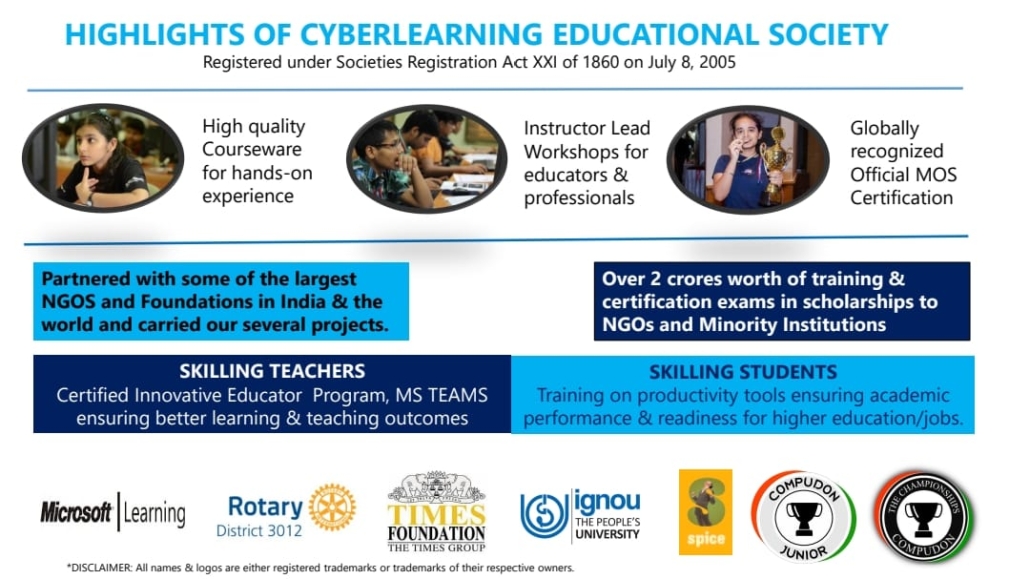 HIGHLIGHTS OF CYBERLEARNING EDUCATIONAL SOCIETY
Registered under Societies Registration Act XXI of 1860 on July 8, 2005
High quality
Courseware
for hands-on
experience
Instructor Lead
Workshops for
educators &
professionals
Globally
recognized
Official MOS
Certification
Partnered with some of the largest
NGOS and Foundations in India & the
world and carried our several projects.
Over 2 crores worth of training &
certification exams in scholarships to
NGOs and Minority Institutions
SKILLING TEACHERS
Certified Innovative Educator Program, MS TEAMS
ensuring better learning & teaching outcomes
SKILLING STUDENTS
Training on productivity tools ensuring academic
performance & readiness for higher education/jobs.
Microsoft | Learning
Rotary
District 3012
TIMES
FOUNDATION
THE TIMES GROUP
ignou
THE PEOPLE'S
UNIVERSITY
spice
COMPUDON
JUNIOR
THE CHAMPIONSHIPS
COMPUDON
*DISCLAIMER: All names & logos are either registered trademarks or trademarks of their respective owners.